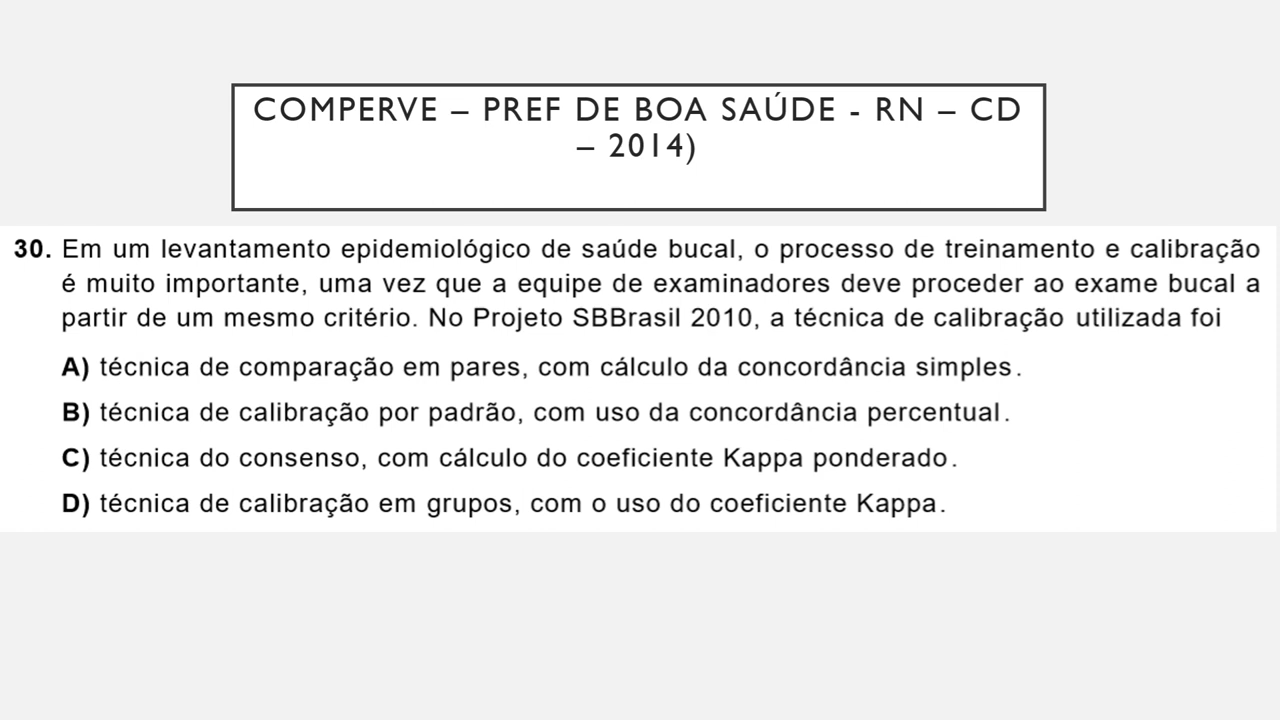 COMPERVE – PREF DE BOA SAÚDE - RN – CD
– 2014)
30. Em um levantamento epidemiológico de saúde bucal, o processo de treinamento e calibração
é muito importante, uma vez que a equipe de examinadores deve proceder ao exame bucal a
partir de um mesmo critério. No Projeto SBBrasil 2010, a técnica de calibração utilizada foi
A) técnica de comparação em pares, com cálculo da concordância simples.
B) técnica de calibração por padrão, com uso da concordância percentual.
C) técnica do consenso, com cálculo do coeficiente Kappa ponderado.
D) técnica de calibração em grupos, com o uso do coeficiente Kappa.